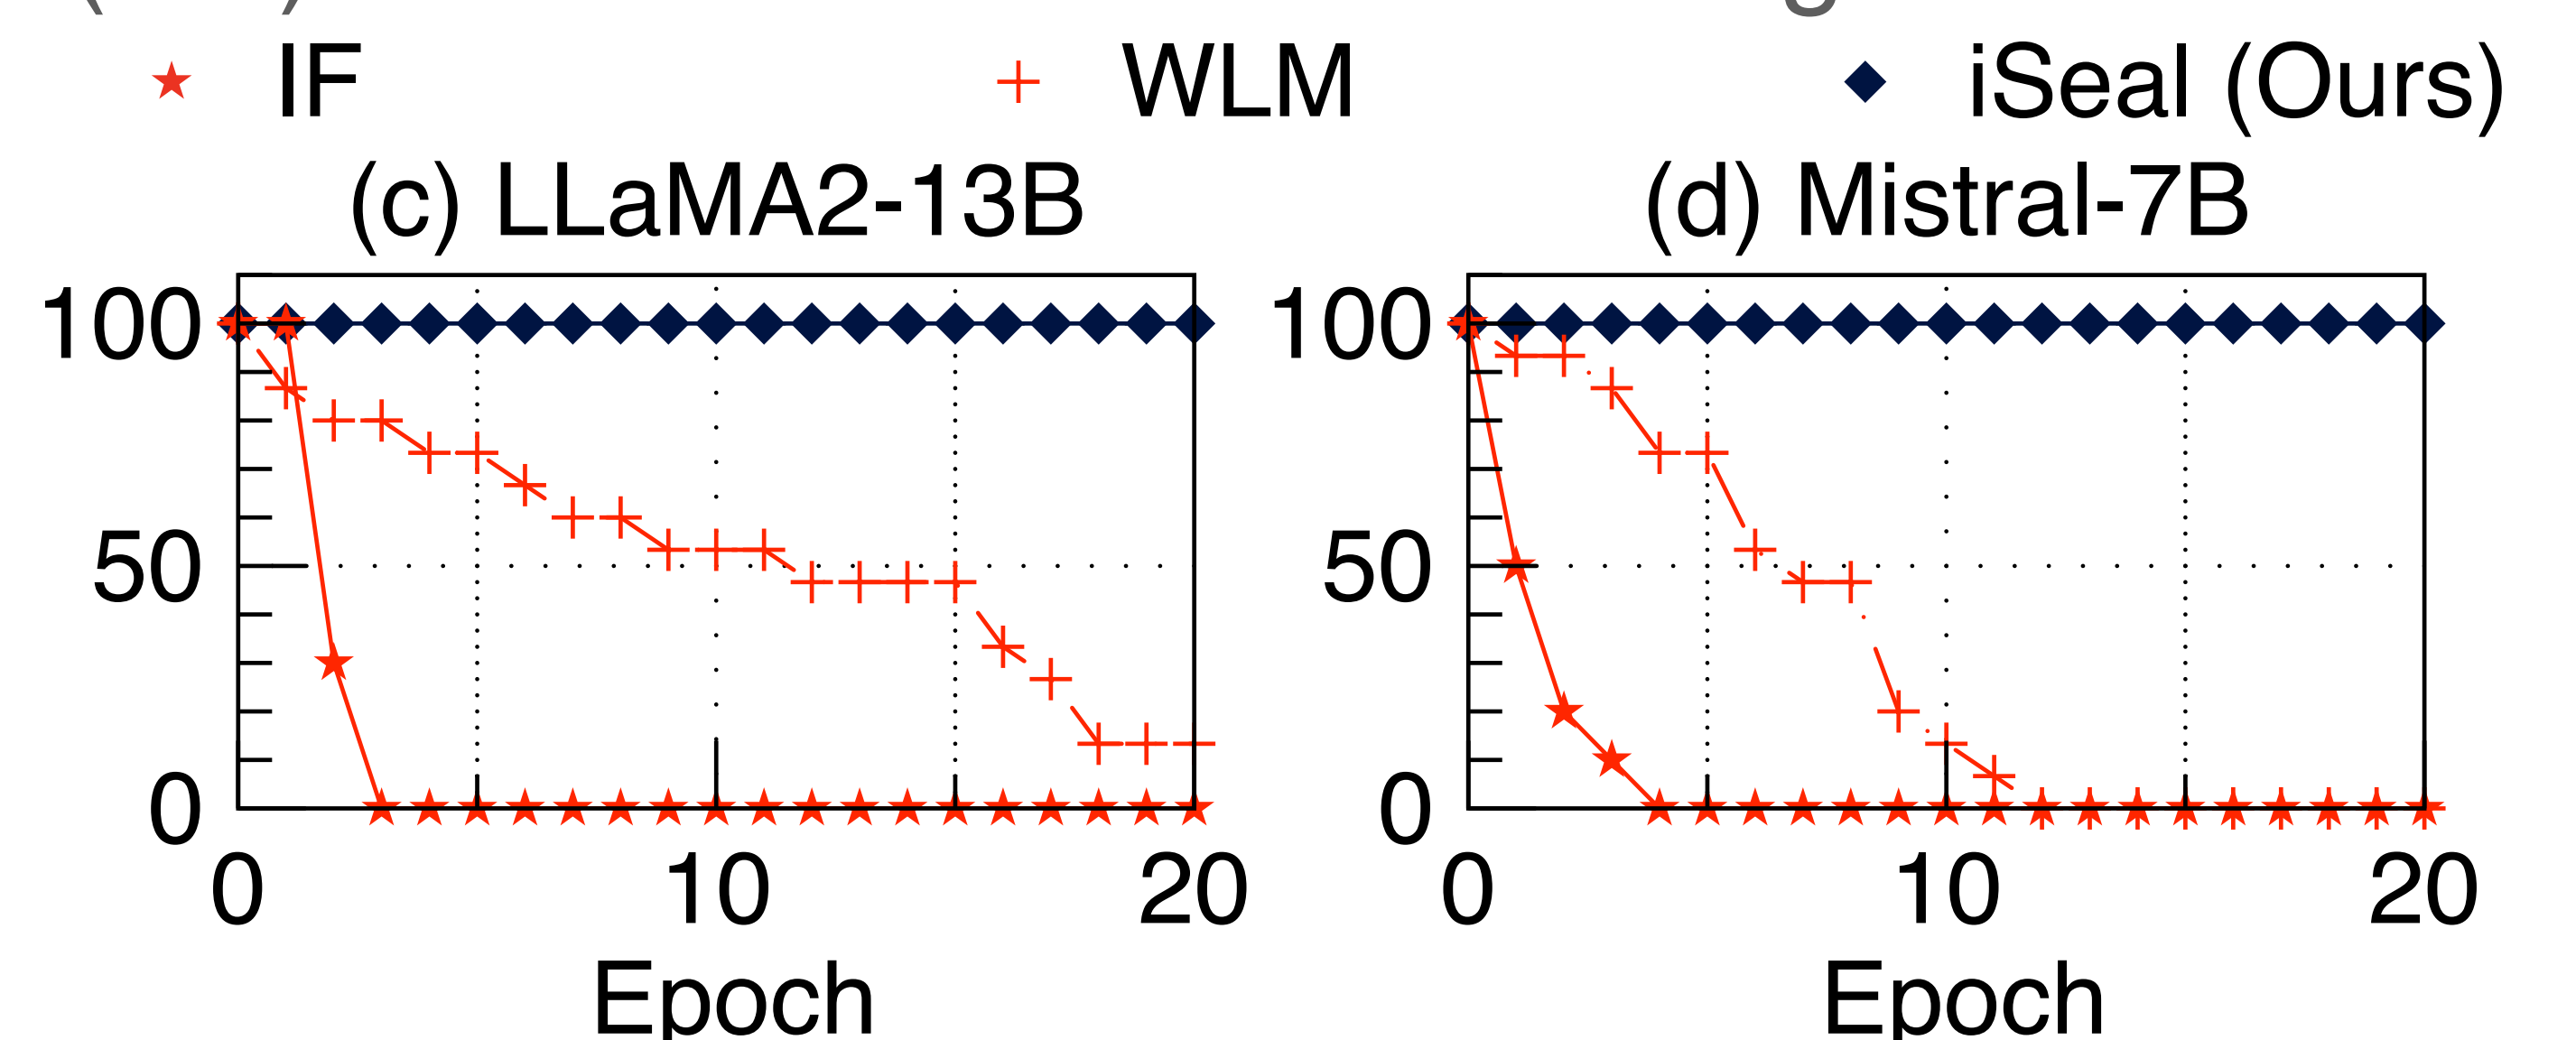 IF WLM iSeal (Ours)
(c) LLaMA2-13B (d) Mistral-7B
100 100
50 50
0 0
0 10 20 0 10 20
Epoch Epoch